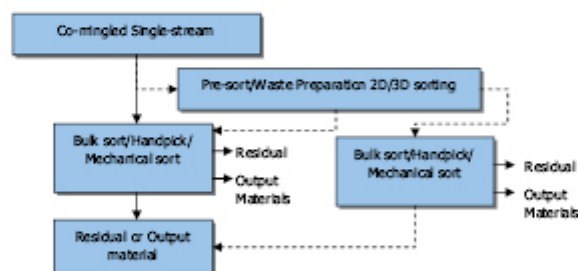 Co-mingled Single-stream
Pre-sort/Waste Preparation 2D/3D sorting
Bulk sort/Handpick/
Mechanical sort
Residual
Output
Materials
Bulk sort/Handpick/
Mechanical sort
Residual
Output
Materials
Residual or Output
material